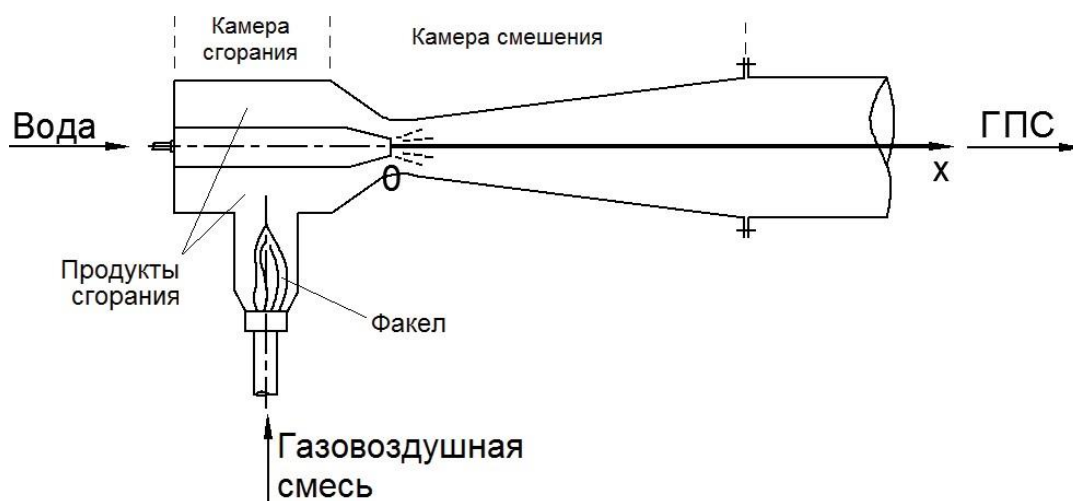 Камера
сгорания
Камера смешения
Вода
ГПС
0
х
Продукты
сгорания
Факел
Газовоздушная
смесь